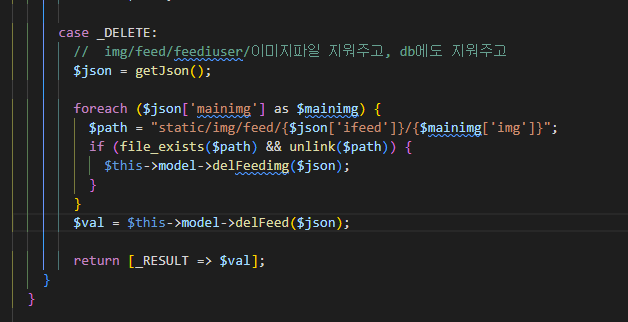 case _DELETE:
//  img/feed/feediuser/이미지파일 지워주고, db에도 지워주고
$json = getJson();
foreach ($json['mainimg'] as $mainimg) {
$path = "static/img/feed/{$json['ifeed']}/{$mainimg['img']}";
if (file_exists($path) && unlink($path)) {
$this->model->delFeedimg($json);
}
}
$val = $this->model->delFeed($json);
return [_RESULT => $val];
}
}